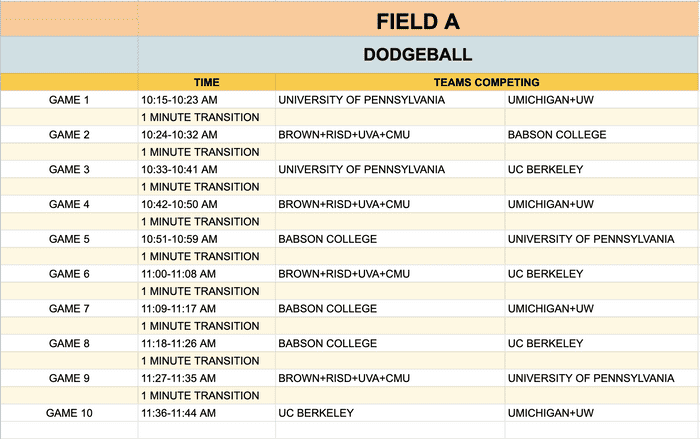 FIELD A
DODGEBALL
TIME TEAMS COMPETING
GAME 1 10:15-10:23 AM UNIVERSITY OF PENNSYLVANIA UMICHIGAN+UW
1 MINUTE TRANSITION
GAME 2 10:24-10:32 AM BROWN+RISD+UVA+CMU BABSON COLLEGE
1 MINUTE TRANSITION
GAME 3 10:33-10:41 AM UNIVERSITY OF PENNSYLVANIA UC BERKELEY
1 MINUTE TRANSITION
GAME 4 10:42-10:50 AM BROWN+RISD+UVA+CMU UMICHIGAN+UW
1 MINUTE TRANSITION
GAME 5 10:51-10:59 AM BABSON COLLEGE UNIVERSITY OF PENNSYLVANIA
1 MINUTE TRANSITION
GAME 6 11:00-11:08 AM BROWN+RISD+UVA+CMU UC BERKELEY
1 MINUTE TRANSITION
GAME 7 11:09-11:17 AM BABSON COLLEGE UMICHIGAN+UW
1 MINUTE TRANSITION
GAME 8 11:18-11:26 AM BABSON COLLEGE UC BERKELEY
1 MINUTE TRANSITION
GAME 9 11:27-11:35 AM BROWN+RISD+UVA+CMU UNIVERSITY OF PENNSYLVANIA
1 MINUTE TRANSITION
GAME 10 11:36-11:44 AM UC BERKELEY UMICHIGAN+UW